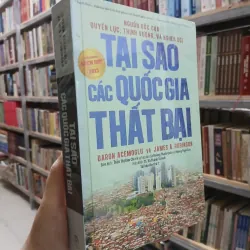 NGUỒN GỐC CỦA
QUYỀN LỰC, THỊNH VƯỢNG, VÀ NGHÈO ĐÓI
TẠI SAO
CÁC QUỐC GIA
THẤT BẠI
DARON ACEMOGLU VÀ JAMES A. ROBINSON
TẠI SAO
CÁC QUỐC GIA THẤT BẠI